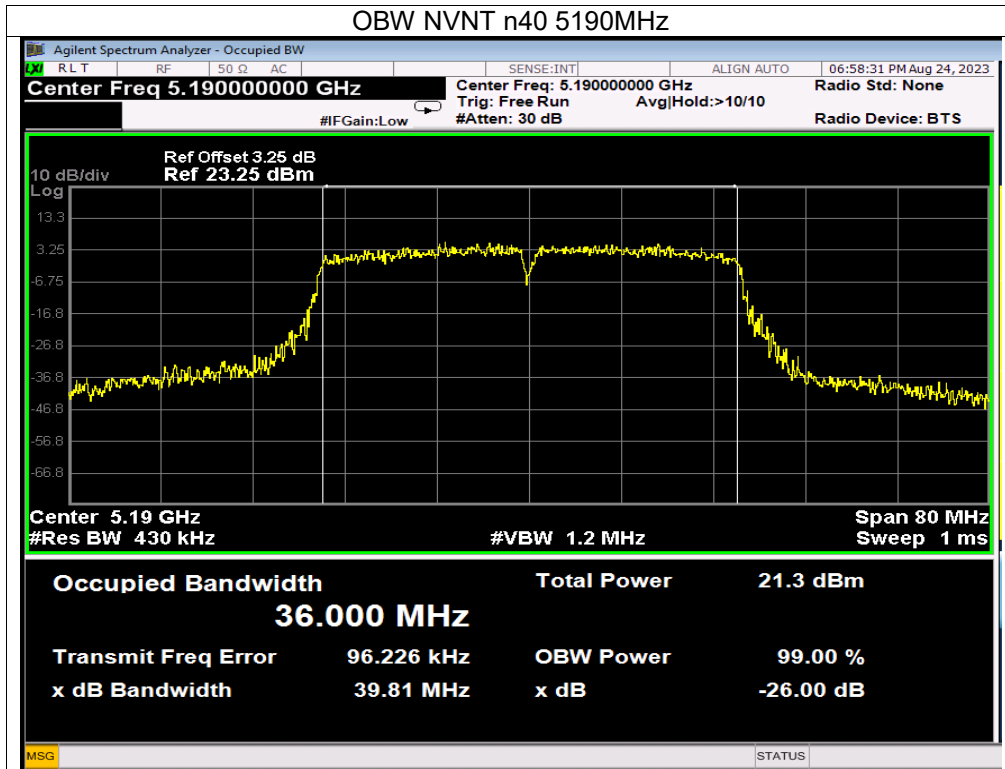 OBW NVNT n40 5190MHz
Agilent Spectrum Analyzer - Occupied BW
LXI RLT RF 50 Ω AC SENSE:INT ALIGN AUTO 06:58:31 PM Aug 24, 2023
Center Freq 5.190000000 GHz Center Freq: 5.190000000 GHz Radio Std: None
Trig: Free Run Avg|Hold:>10/10
#IFGain:Low #Atten: 30 dB Radio Device: BTS
Ref Offset 3.25 dB
10 dB/div Ref 23.25 dBm
Log
13.3
3.25
-6.75
-16.8
-26.8
-36.8
-46.8
-56.8
-66.8
Center 5.19 GHz Span 80 MHz
#Res BW 430 kHz #VBW 1.2 MHz Sweep 1 ms
Occupied Bandwidth Total Power 21.3 dBm
36.000 MHz
Transmit Freq Error 96.226 kHz OBW Power 99.00 %
x dB Bandwidth 39.81 MHz x dB -26.00 dB
MSG STATUS